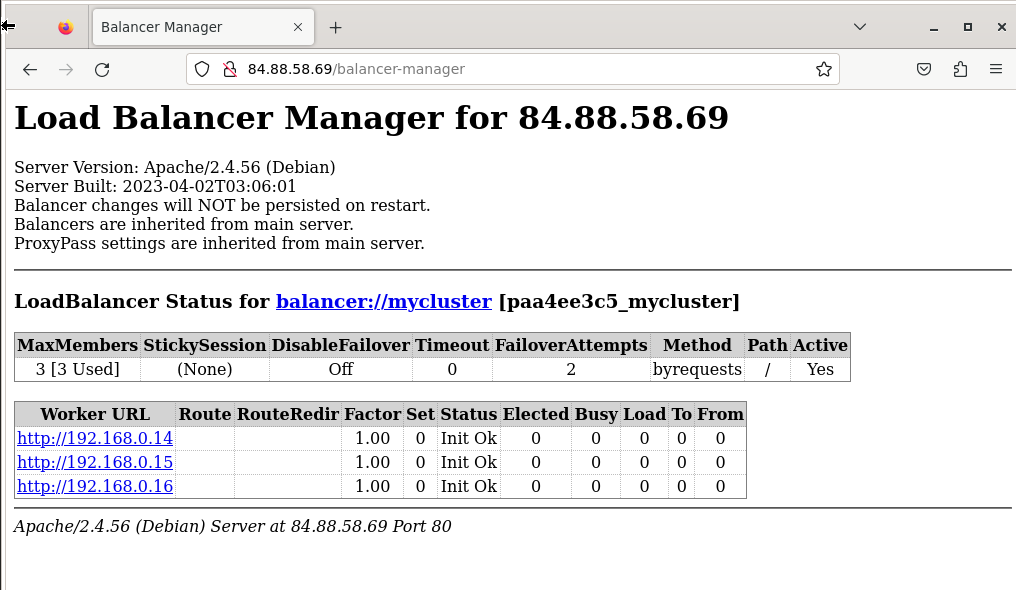 Balancer Manager
84.88.58.69/balancer-manager
Load Balancer Manager for 84.88.58.69
Server Version: Apache/2.4.56 (Debian)
Server Built: 2023-04-02T03:06:01
Balancer changes will NOT be persisted on restart.
Balancers are inherited from main server.
ProxyPass settings are inherited from main server.
LoadBalancer Status for balancer://mycluster [paa4ee3c5_mycluster]
MaxMembers StickySession DisableFailover Timeout FailoverAttempts Method Path Active
3 [3 Used] (None) Off 0 2 byrequests / Yes
Worker URL Route RouteRedir Factor Set Status Elected Busy Load To From
http://192.168.0.14 1.00 0 Init Ok 0 0 0 0 0
http://192.168.0.15 1.00 0 Init Ok 0 0 0 0 0
http://192.168.0.16 1.00 0 Init Ok 0 0 0 0 0
Apache/2.4.56 (Debian) Server at 84.88.58.69 Port 80